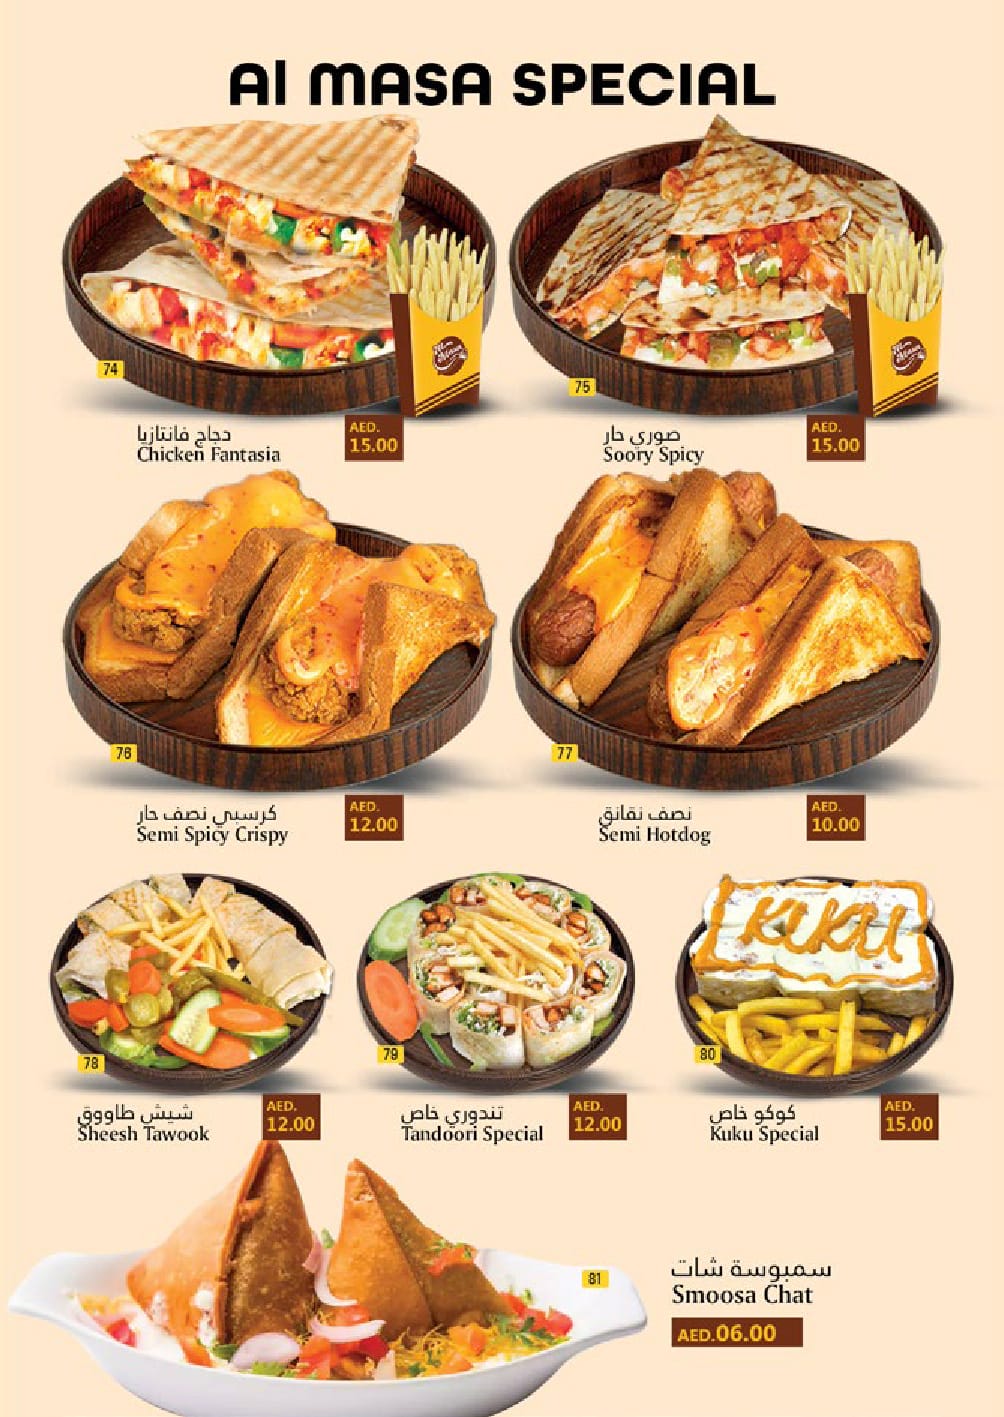 Al MASA SPECIAL
74
75
دجاج فانتازيا
Chicken Fantasia
AED.
15.00
صوري حار
Soory Spicy
AED.
15.00
76
77
كرسبي نصف حار
Semi Spicy Crispy
AED.
12.00
نصف نقانق
Semi Hotdog
AED.
10.00
KUKU
78
79
80
شيش طاووق
Sheesh Tawook
AED.
12.00
تندوري خاص
Tandoori Special
AED.
12.00
كوكو خاص
Kuku Special
AED.
15.00
81
سمبوسة شات
Smoosa Chat
AED.06.00